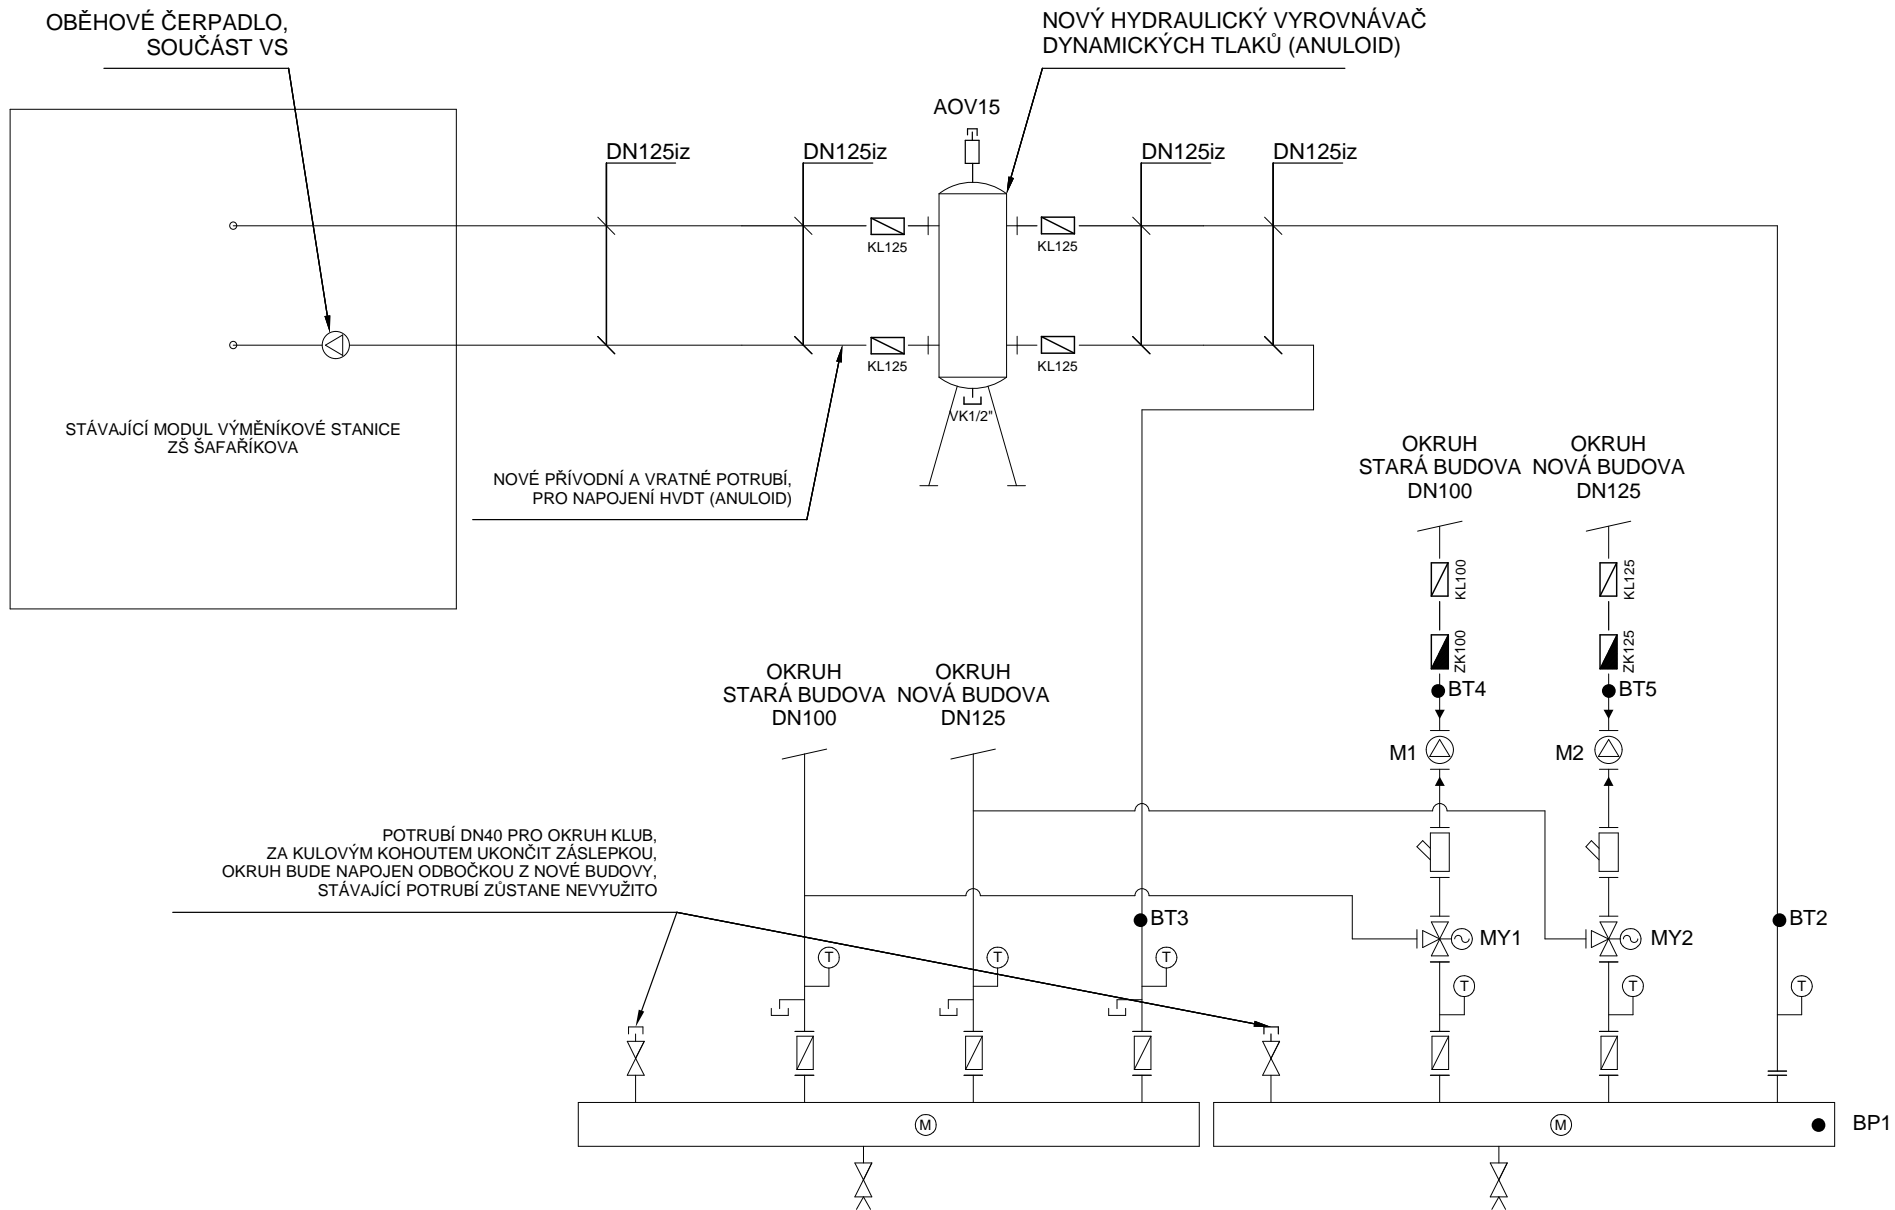 OBĚHOVÉ ČERPADLO,
SOUČÁST VS
NOVÝ HYDRAULICKÝ VYROVNÁVAČ
DYNAMICKÝCH TLAKŮ (ANULOID)
AOV15
DN125iz
DN125iz
DN125iz
DN125iz
KL125
KL125
KL125
KL125
VK1/2"
STÁVAJÍCÍ MODUL VÝMĚNÍKOVÉ STANICE
ZŠ ŠAFAŘÍKOVA
NOVÉ PŘÍVODNÍ A VRATNÉ POTRUBÍ,
PRO NAPOJENÍ HVDT (ANULOID)
OKRUH
STARÁ BUDOVA
DN100
OKRUH
NOVÁ BUDOVA
DN125
KL100
KL125
ZK100
ZK125
BT4
BT5
M1
M2
OKRUH
STARÁ BUDOVA
DN100
OKRUH
NOVÁ BUDOVA
DN125
POTRUBÍ DN40 PRO OKRUH KLUB,
ZA KULOVÝM KOHOUTEM UKONČIT ZÁSLEPKOU,
OKRUH BUDE NAPOJEN ODBOČKOU Z NOVÉ BUDOVY,
STÁVAJÍCÍ POTRUBÍ ZŮSTANE NEVYUŽITO
BT3
BT2
MY1
MY2
T
T
T
T
T
T
M
M
BP1